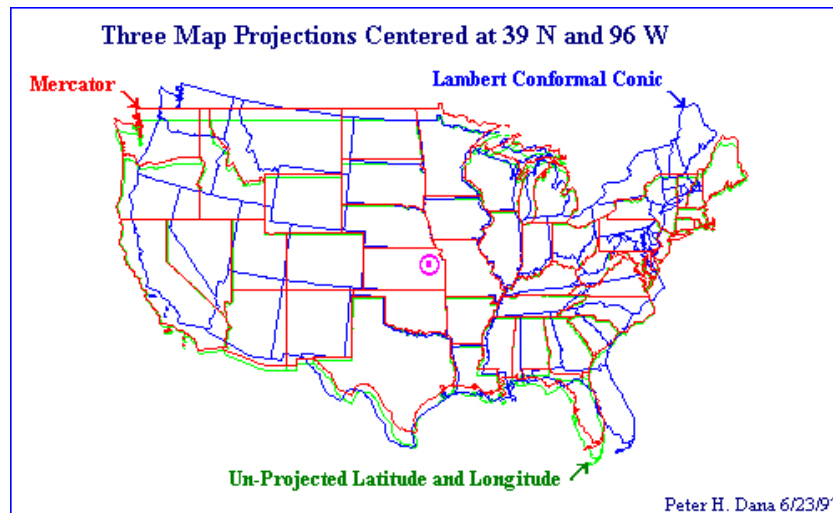 Three Map Projections Centered at 39 N and 96 W
Mercator
Lambert Conformal Conic
Un-Projected Latitude and Longitude
Peter H. Dana